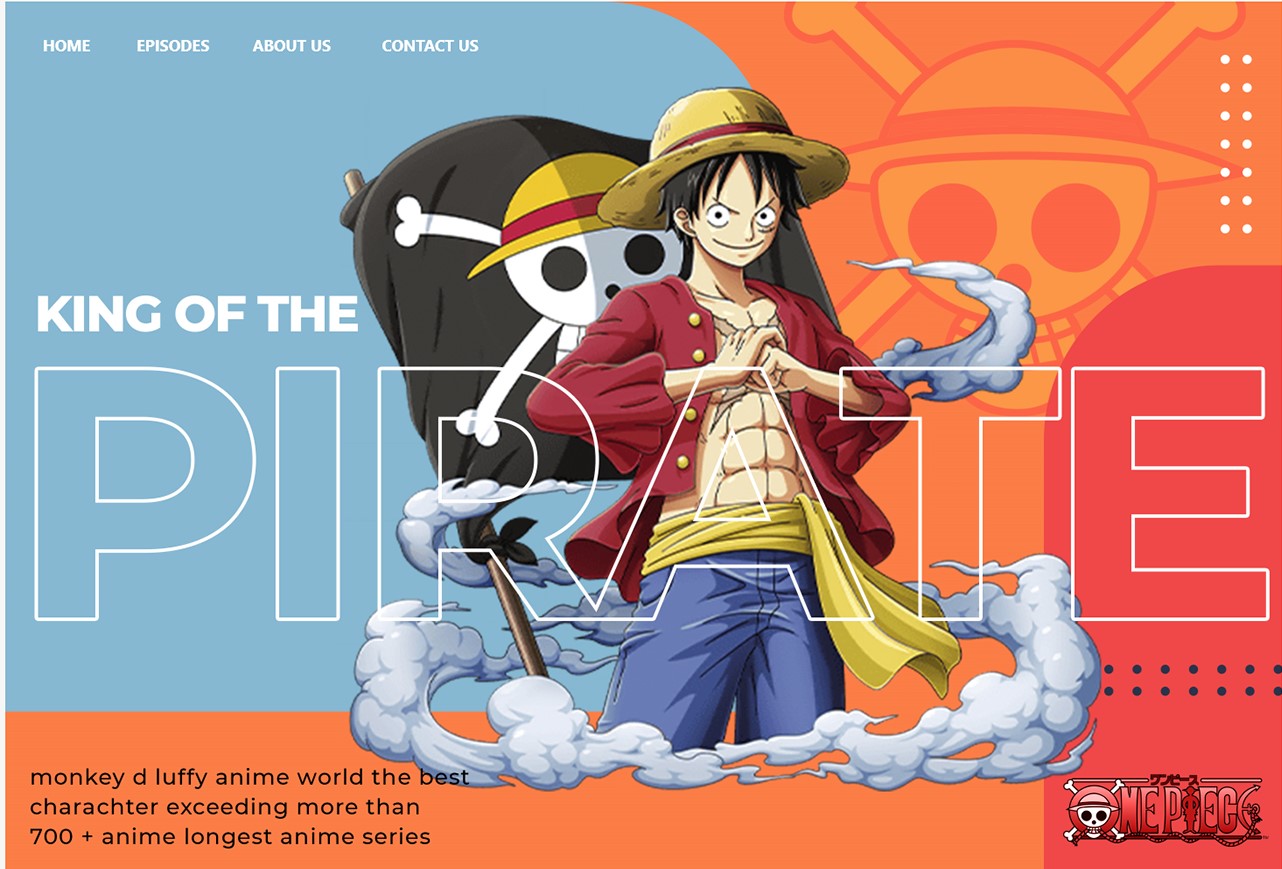 HOME EPISODES ABOUT US CONTACT US
KING OF THE
PIRATE
monkey d luffy anime world the best
charachter exceeding more than
700 + anime longest anime series
ワンピース
ONE PIECE